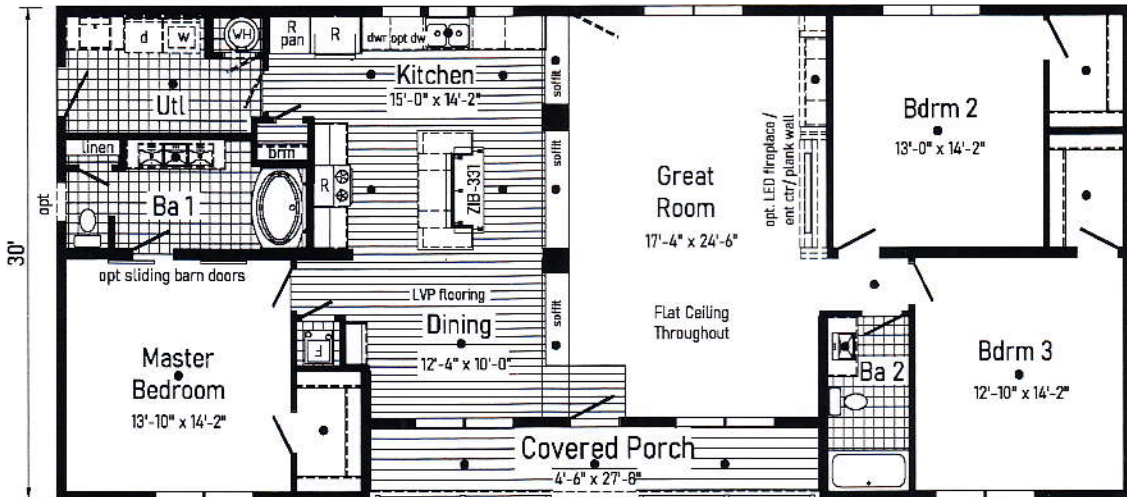 30'
d
w
WH
R
pan
R
dwr
opt dw
Utl
Kitchen
15'-0" x 14'-2"
soffit
linen
brm
opt
Ba 1
R
ZIB-331
soffit
opt sliding barn doors
Great
Room
17'-4" x 24'-6"
opt. LED fireplace /
ent ctr/ plank wall
Bdrm 2
13'-0" x 14'-2"
LVP flooring
Dining
12'-4" x 10'-0"
soffit
F
Flat Ceiling
Throughout
Master
Bedroom
13'-10" x 14'-2"
Ba 2
Bdrm 3
12'-10" x 14'-2"
Covered Porch
4'-6" x 27'-8"